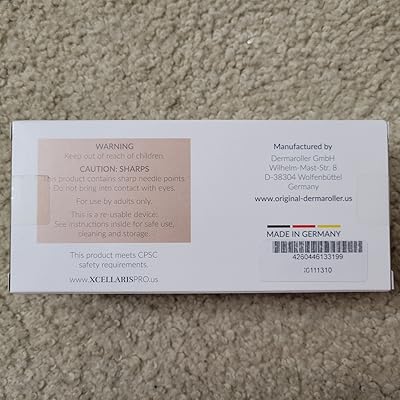 WARNING
Keep out of reach of children.
CAUTION: SHARPS
This product contains sharp needle points.
Do not bring into contact with eyes.
For use by adults only.
This is a re-usable device.
See instructions inside for safe use,
cleaning and storage.
This product meets CPSC
safety requirements.
www.XCELLARISPRO.us
Manufactured by
Dermaroller GmbH
Wilhelm-Mast-Str. 8
D-38304 Wolfenbüttel
Germany
www.original-dermaroller.us
MADE IN GERMANY
4260446133199